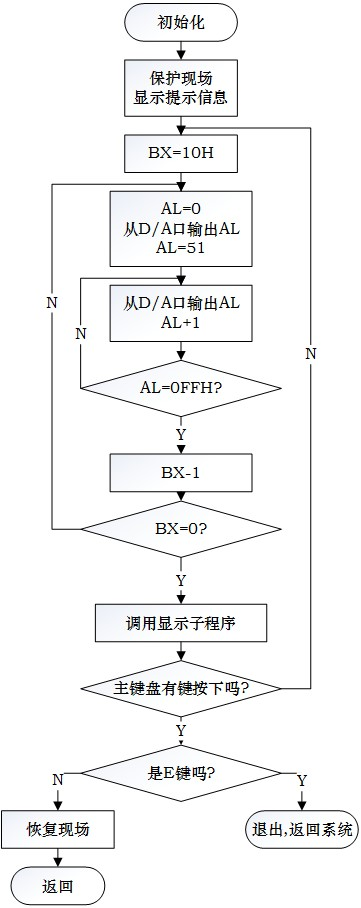 初始化
保护现场
显示提示信息
BX=10H
AL=0
从D/A口输出AL
AL=51
N
从D/A口输出AL
AL+1
N
N
AL=0FFH?
Y
BX-1
BX=0?
Y
调用显示子程序
主键盘有键按下吗?
Y
是E键吗?
N
Y
恢复现场
退出,返回系统
返回